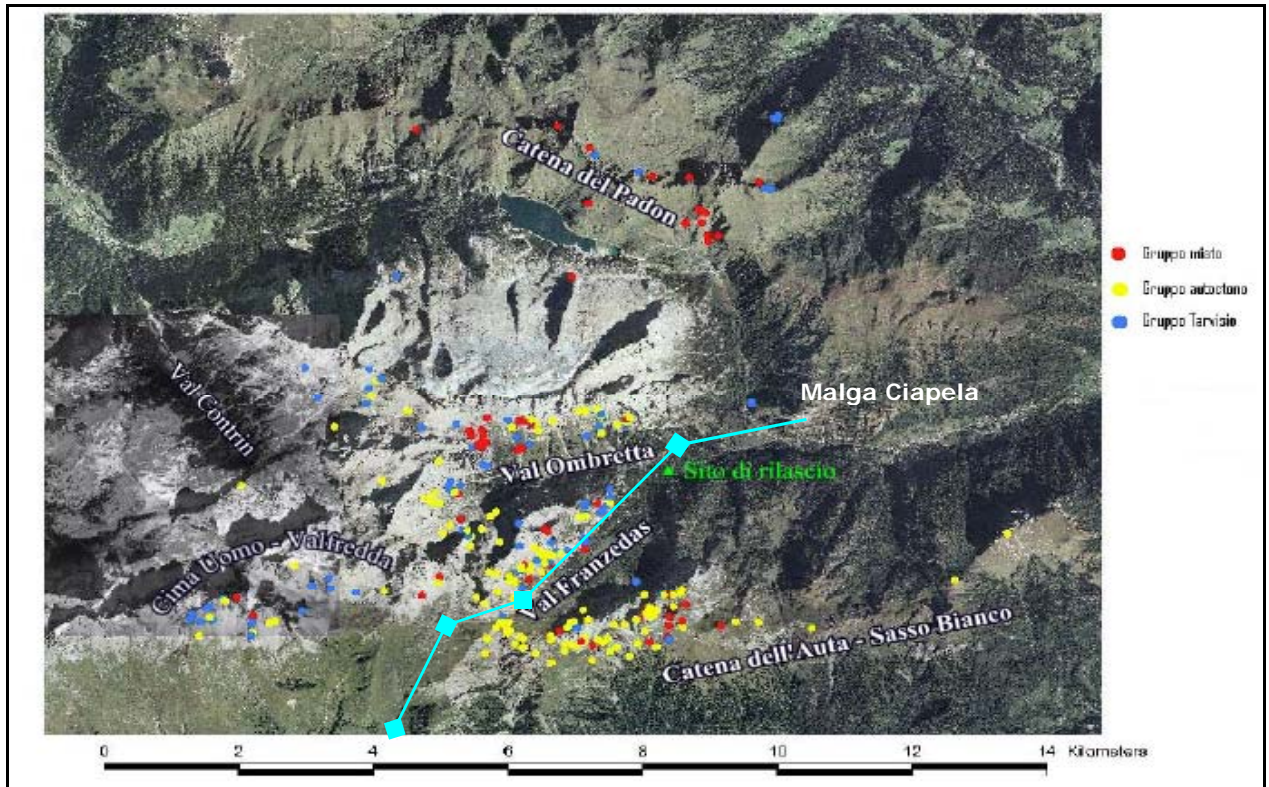 Catena del Padon
Gruppo misto
Gruppo autoctono
Gruppo Tarvisio
Val Contrin
Malga Ciapela
Val Ombretta
Sito di rilascio
Cima Uomo - Valfredda
Val Franzedas
Catena dell'Auta - Sasso Bianco
0 2 4 6 8 10 12 14 Kilometers